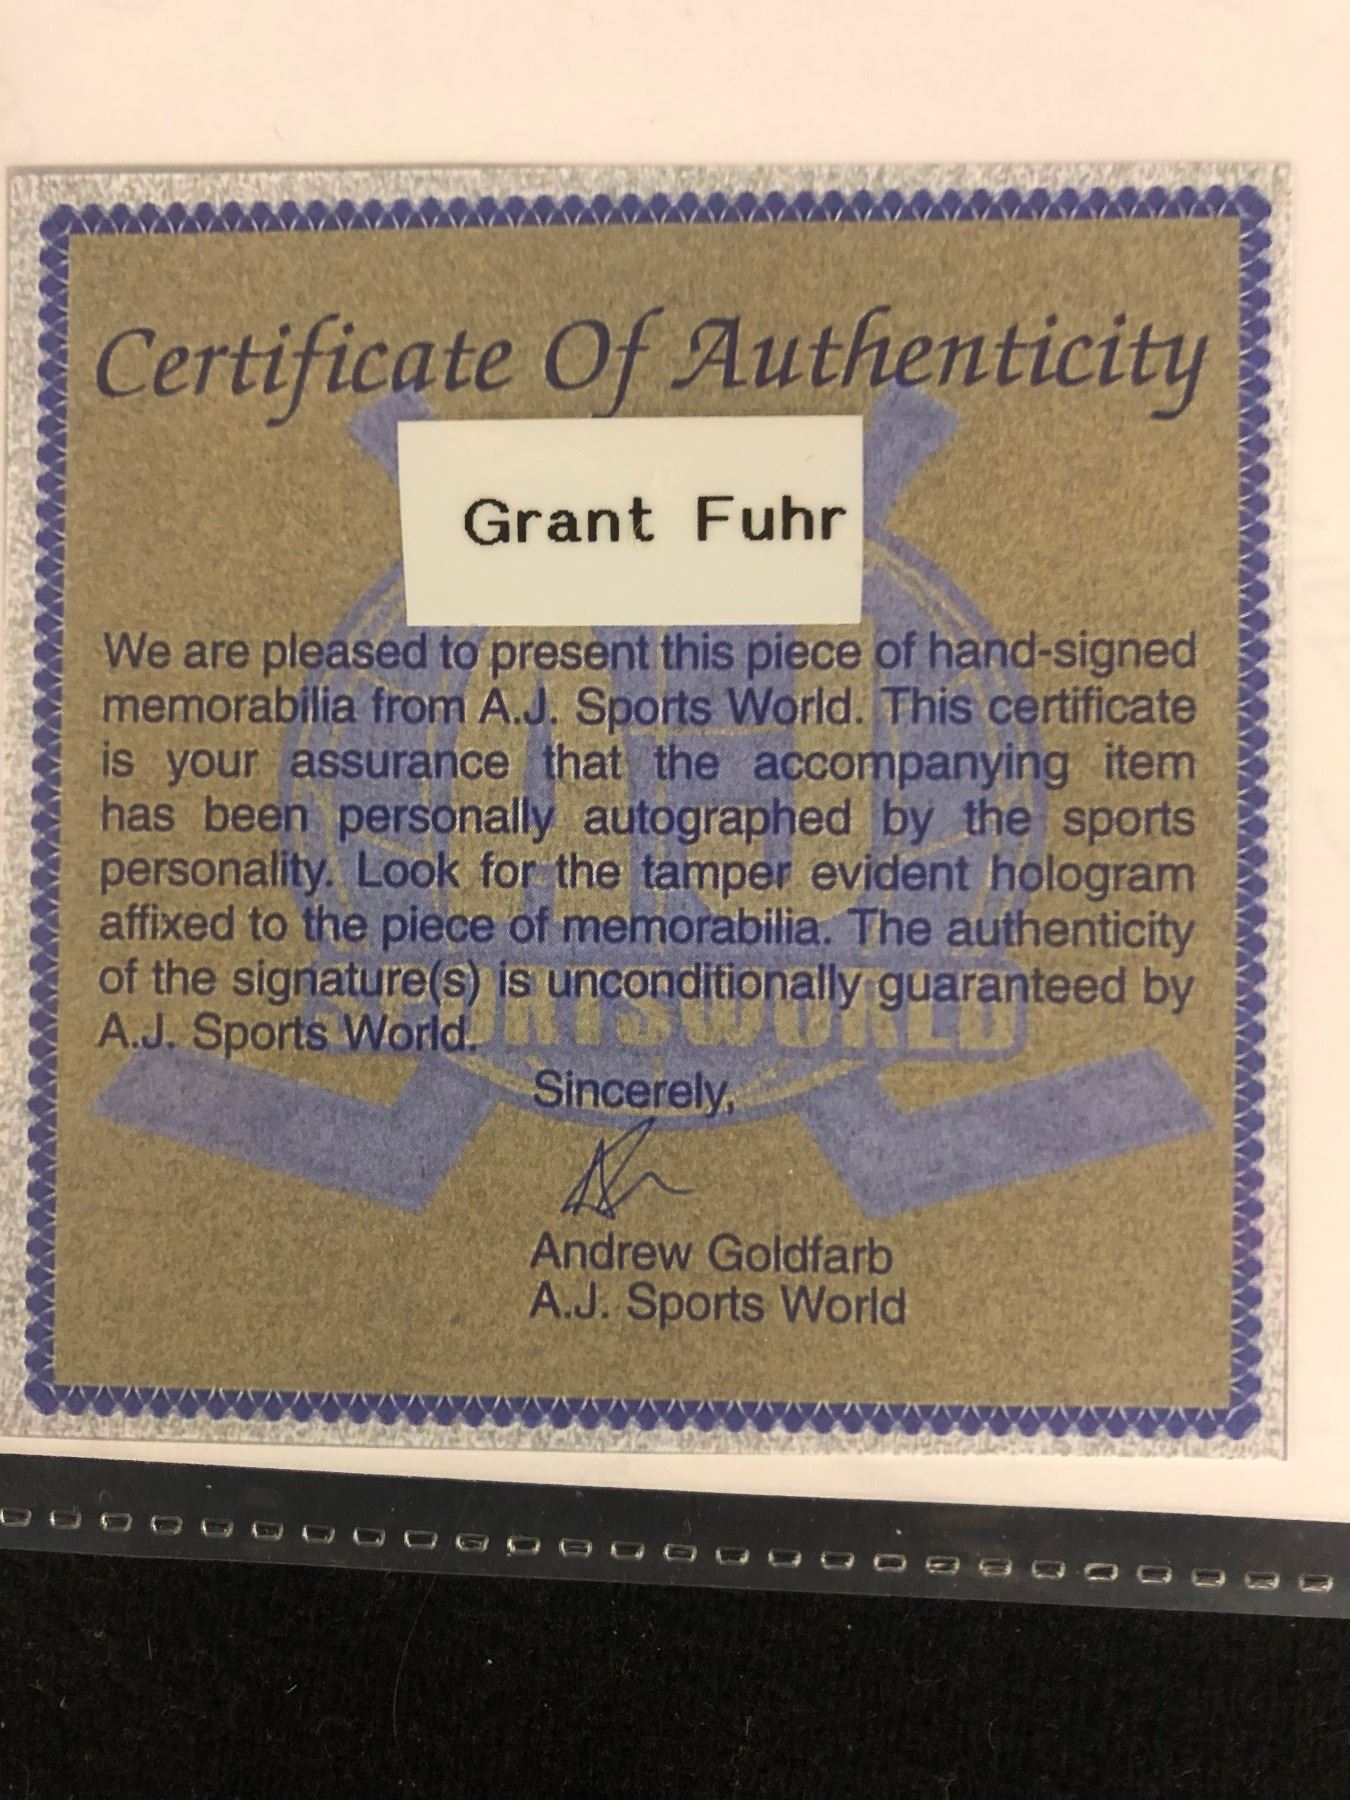 Certificate Of Authenticity
Grant Fuhr
We are pleased to present this piece of hand-signed
memorabilia from A.J. Sports World. This certificate
is your assurance that the accompanying item
has been personally autographed by the sports
personality. Look for the tamper evident hologram
affixed to the piece of memorabilia. The authenticity
of the signature(s) is unconditionally guaranteed by
A.J. Sports World.
AJ
SPORTSWORLD
Sincerely,
Andrew Goldfarb
A.J. Sports World